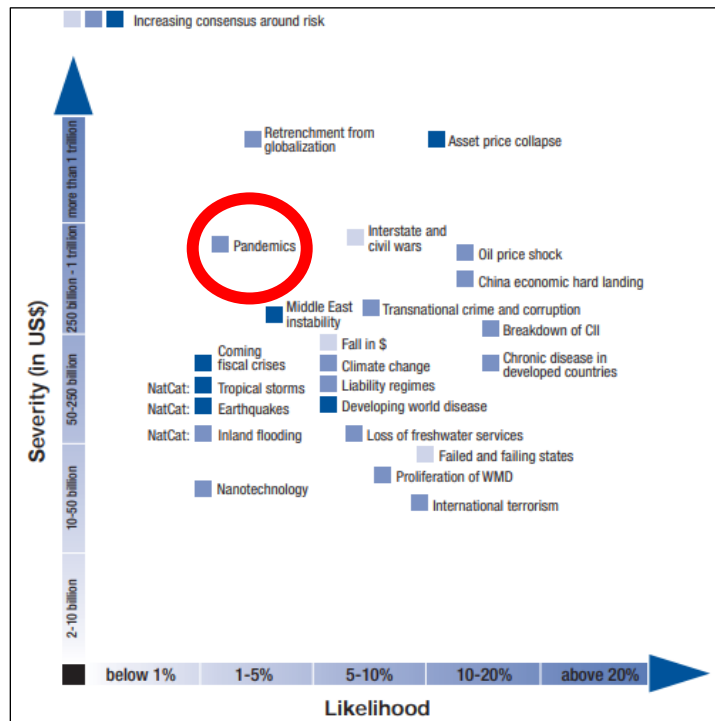 Increasing consensus around risk
Severity (in US$)
more than 1 trillion
250 billion - 1 trillion
50-250 billion
10-50 billion
2-10 billion
Retrenchment from
globalization
Asset price collapse
Pandemics
Interstate and
civil wars
Oil price shock
China economic hard landing
Middle East
instability
Transnational crime and corruption
Breakdown of CII
Fall in $
Coming
fiscal crises
Climate change
Chronic disease in
developed countries
NatCat: Tropical storms
Liability regimes
NatCat: Earthquakes
Developing world disease
NatCat: Inland flooding
Loss of freshwater services
Failed and failing states
Proliferation of WMD
Nanotechnology
International terrorism
below 1%
1-5%
5-10%
10-20%
above 20%
Likelihood